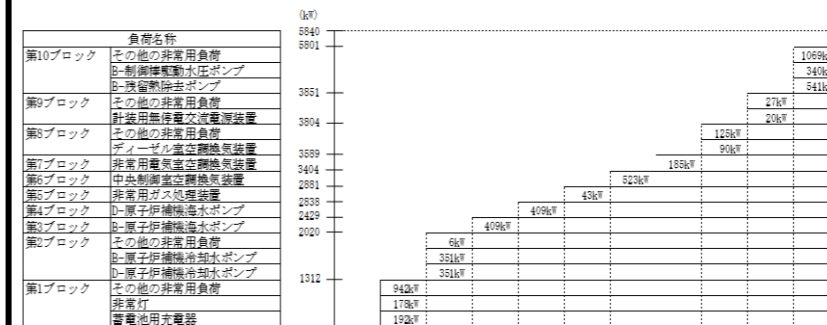 (kW)
5840
負荷名称 5801
第10ブロック その他の非常用負荷 1069k
B-制御棒駆動水圧ポンプ 340k
B-残留熱除去ポンプ 541k
第9ブロック その他の非常用負荷 3851 27kW
計装用無停電交流電源装置 20kW
第8ブロック その他の非常用負荷 3804 125kW
ディーゼル室空調換気装置 90kW
第7ブロック 非常用電気室空調換気装置 3589 185kW
第6ブロック 中央制御室空調換気装置 3404 523kW
第5ブロック 非常用ガス処理装置 2881 43kW
第4ブロック D-原子炉補機海水ポンプ 2838 409kW
第3ブロック B-原子炉補機海水ポンプ 2429 409kW
第2ブロック その他の非常用負荷 2020 6kW
B-原子炉補機冷却水ポンプ 351kW
D-原子炉補機冷却水ポンプ 351kW
第1ブロック その他の非常用負荷 1312 942kW
非常灯 178kW
蓄電池用充電器 192kW